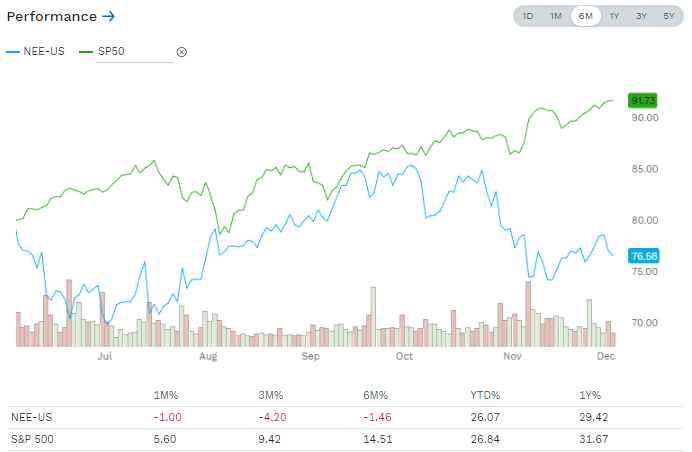 Performance →
1D 1M 6M 1Y 3Y 5Y
NEE-US SP50
91.73
90.00
85.00
80.00
76.58
75.00
70.00
Jul Aug Sep Oct Nov Dec
1M% 3M% 6M% YTD% 1Y%
NEE-US -1.00 -4.20 -1.46 26.07 29.42
S&P 500 5.60 9.42 14.51 26.84 31.67